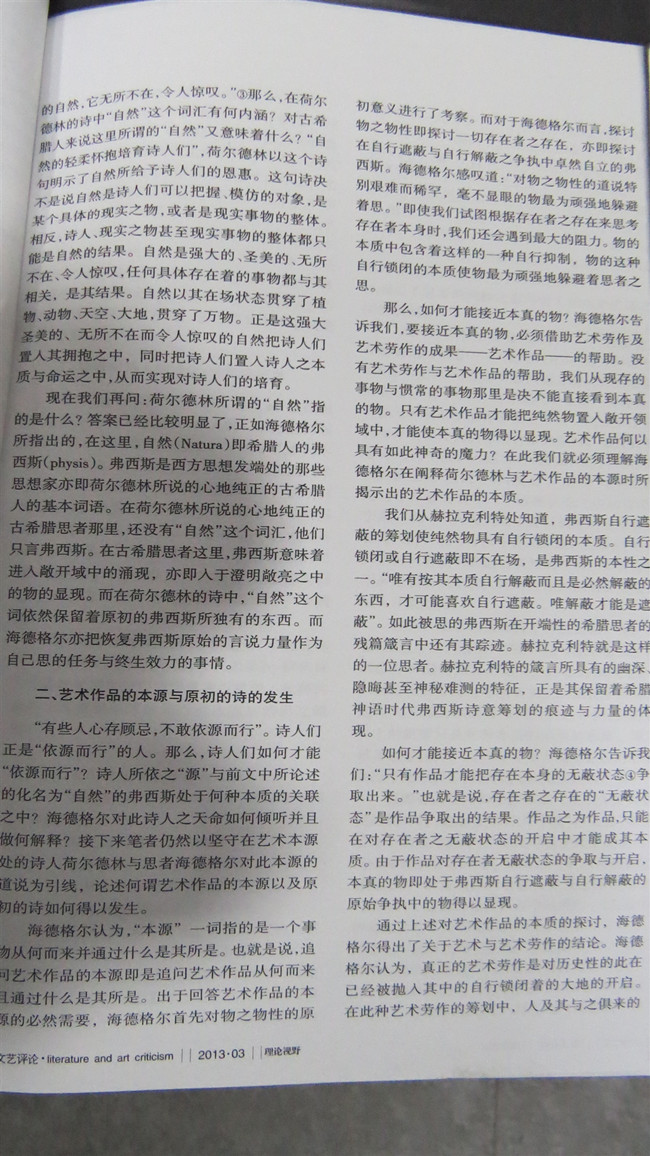 的自然,它无所不在,令人惊叹。”③那么,在荷尔
德林的诗中“自然”这个词汇有何内涵?对古希
腊人来说这里所谓的“自然”又意味着什么?“自
然的轻柔怀抱培育诗人们”,荷尔德林以这个诗
句明示了自然所给予诗人们的恩惠。这句诗决
不是说自然是诗人们可以把握、模仿的对象,是
某个具体的现实之物,或者是现实事物的整体。
相反,诗人、现实之物甚至现实事物的整体都只
能是自然的结果。自然是强大的、圣美的、无所
不在、令人惊叹,任何具体存在着的事物都与其
相关,是其结果。自然以其在场状态贯穿了植
物、动物、天空、大地,贯穿了万物。正是这强大
圣美的、无所不在而令人惊叹的自然把诗人们
置入其拥抱之中,同时把诗人们置入诗人之本
质与命运之中,从而实现对诗人们的培育。
现在我们再问:荷尔德林所谓的“自然”指
的是什么?答案已经比较明显了,正如海德格尔
所指出的,在这里,自然(Natura)即希腊人的弗
西斯(physis)。弗西斯是西方思想发端处的那些
思想家亦即荷尔德林所说的心地纯正的古希腊
人的基本词语。在荷尔德林所说的心地纯正的
古希腊思者那里,还没有“自然”这个词汇,他们
只言弗西斯。在古希腊思者这里,弗西斯意味着
进入敞开域中的涌现,亦即入于澄明敞亮之中
的物的显现。而在荷尔德林的诗中,“自然”这个
词依然保留着原初的弗西斯所独有的东西。而
海德格尔亦把恢复弗西斯原始的言说力量作为
自己思的任务与终生效力的事情。
二、艺术作品的本源与原初的诗的发生
“有些人心存顾忌,不敢依源而行”。诗人们
正是“依源而行”的人。那么,诗人们如何才能
“依源而行”?诗人所依之“源”与前文中所论述
的化名为“自然”的弗西斯处于何种本质的关联
之中?海德格尔对此诗人之天命如何倾听并且
做何解释?接下来笔者仍然以坚守在艺术本源
处的诗人荷尔德林与思者海德格尔对此本源的
道说为引线,论述何谓艺术作品的本源以及原
初的诗如何得以发生。
海德格尔认为,“本源”一词指的是一个事
物从何而来并通过什么是其所是。也就是说,追
问艺术作品的本源即是追问艺术作品从何而来
且通过什么是其所是。出于回答艺术作品的本
源的必然需要,海德格尔首先对物之物性的原
文艺评论·literature and art criticism || 2013·03 || 理论视野
初意义进行了考察。而对于海德格尔而言,探讨
物之物性即探讨一切存在者之存在,亦即探讨
在自行遮蔽与自行解蔽之争执中卓然自立的弗
西斯。海德格尔感叹道:“对物之物性的道说特
别艰难而稀罕,毫不显眼的物最为顽强地躲避
着思。”即使我们试图根据存在者之存在来思考
存在者本身时,我们还会遇到最大的阻力。物的
本质中包含着这样的一种自行抑制,物的这种
自行锁闭的本质使物最为顽强地躲避着思者之
思。
那么,如何才能接近本真的物?海德格尔告
诉我们,要接近本真的物,必须借助艺术劳作及
艺术劳作的成果——艺术作品——的帮助。没
有艺术劳作与艺术作品的帮助,我们从现存的
事物与惯常的事物那里是决不能直接看到本真
的物。只有艺术作品才能把纯然物置入敞开领
域中,才能使本真的物得以显现。艺术作品何以
具有如此神奇的魔力?在此我们就必须理解海
德格尔在阐释荷尔德林与艺术作品的本源时所
揭示出的艺术作品的本质。
我们从赫拉克利特处知道,弗西斯自行遮
蔽的筹划使纯然物具有自行锁闭的本质。自行
锁闭或自行遮蔽即不在场,是弗西斯的本性之
一。“唯有按其本质自行解蔽而且是必然解蔽的
东西,才可能喜欢自行遮蔽。唯解蔽才能是遮
蔽”。如此被思的弗西斯在开端性的希腊思者的
残篇箴言中还有其踪迹。赫拉克利特就是这样
的一位思者。赫拉克利特的箴言所具有的幽深、
隐晦甚至神秘难测的特征,正是其保留着希腊
神语时代弗西斯诗意筹划的痕迹与力量的体
现。
如何才能接近本真的物?海德格尔告诉我
们:“只有作品才能把存在本身的无蔽状态④争
取出来。”也就是说,存在者之存在的“无蔽状
态”是作品争取出的结果。作品之为作品,只能
在对存在者之无蔽状态的开启中才能成其本
质。由于作品对存在者无蔽状态的争取与开启,
本真的物即处于弗西斯自行遮蔽与自行解蔽的
原始争执中的物得以显现。
通过上述对艺术作品的本质的探讨,海德
格尔得出了关于艺术与艺术劳作的结论。海德
格尔认为,真正的艺术劳作是对历史性的此在
已经被抛入其中的自行锁闭着的大地的开启。
在此种艺术劳作的筹划中,人及其与之俱来的